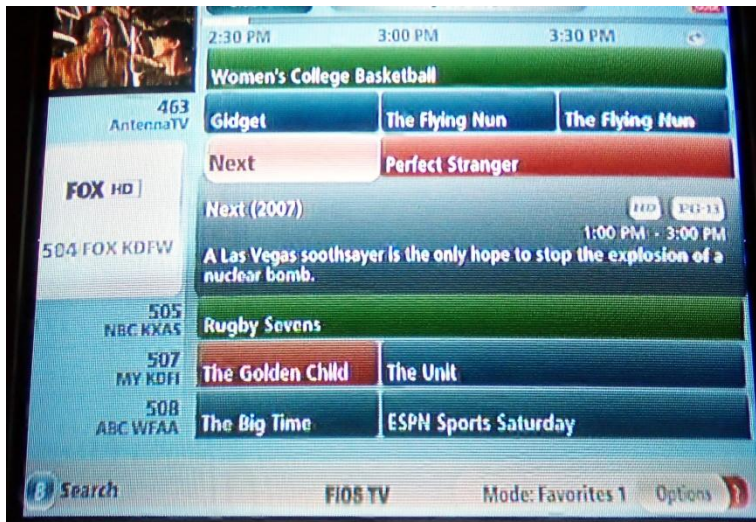 2:30 PM 3:00 PM 3:30 PM
Women's College Basketball
463
AntennaTV
Gidget The Flying Nun The Flying Nun
Next Perfect Stranger
FOX HD
504 FOX KDFW
Next (2007) HD PG-13
1:00 PM - 3:00 PM
A Las Vegas soothsayer is the only hope to stop the explosion of a
nuclear bomb.
505
NBC KXAS
Rugby Sevens
507
MY KDFI
The Golden Child The Unit
508
ABC WFAA
The Big Time ESPN Sports Saturday
B Search FiOS TV Mode: Favorites 1 Options